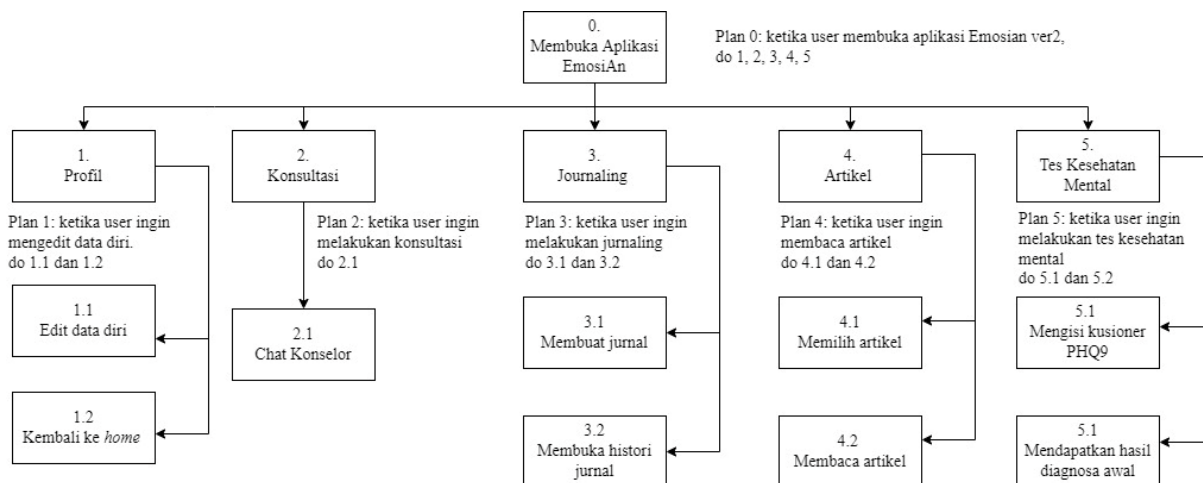 0.
Membuka Aplikasi
EmosiAn
Plan 0: ketika user membuka aplikasi Emosian ver2,
do 1, 2, 3, 4, 5
1.
Profil
2.
Konsultasi
3.
Journaling
4.
Artikel
5.
Tes Kesehatan
Mental
Plan 1: ketika user ingin
mengedit data diri.
do 1.1 dan 1.2
Plan 2: ketika user ingin
melakukan konsultasi
do 2.1
Plan 3: ketika user ingin
melakukan jurnaling
do 3.1 dan 3.2
Plan 4: ketika user ingin
membaca artikel
do 4.1 dan 4.2
Plan 5: ketika user ingin
melakukan tes kesehatan
mental
do 5.1 dan 5.2
1.1
Edit data diri
2.1
Chat Konselor
3.1
Membuat jurnal
4.1
Memilih artikel
5.1
Mengisi kusioner
PHQ9
1.2
Kembali ke home
3.2
Membuka histori
jurnal
4.2
Membaca artikel
5.1
Mendapatkan hasil
diagnosa awal